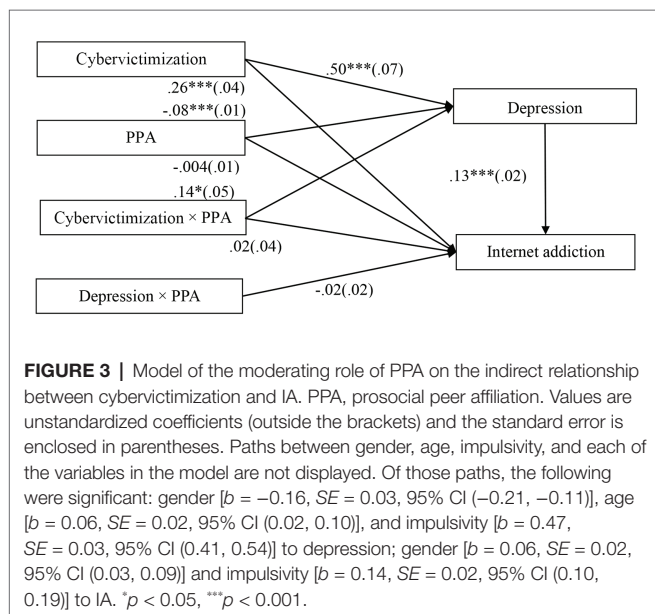 Cybervictimization
.50***(.07)
.26***(.04)
-.08***(.01)
Depression
PPA
-.004(.01)
.13***(.02)
.14*(.05)
Cybervictimization × PPA
.02(.04)
Internet addiction
Depression × PPA
-.02(.02)
FIGURE 3 | Model of the moderating role of PPA on the indirect relationship
between cybervictimization and IA. PPA, prosocial peer affiliation. Values are
unstandardized coefficients (outside the brackets) and the standard error is
enclosed in parentheses. Paths between gender, age, impulsivity, and each of
the variables in the model are not displayed. Of those paths, the following
were significant: gender [b = −0.16, SE = 0.03, 95% CI (−0.21, −0.11)], age
[b = 0.06, SE = 0.02, 95% CI (0.02, 0.10)], and impulsivity [b = 0.47,
SE = 0.03, 95% CI (0.41, 0.54)] to depression; gender [b = 0.06, SE = 0.02,
95% CI (0.03, 0.09)] and impulsivity [b = 0.14, SE = 0.02, 95% CI (0.10,
0.19)] to IA. *p < 0.05, ***p < 0.001.